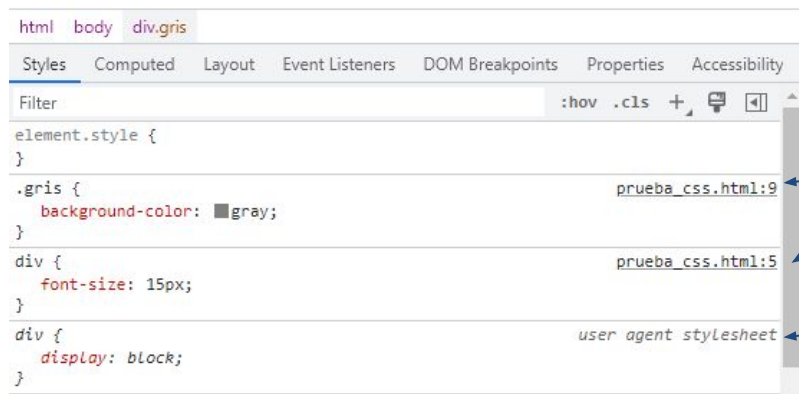 html body div.gris
Styles Computed Layout Event Listeners DOM Breakpoints Properties Accessibility
Filter :hov .cls +
element.style {
}
.gris { prueba_css.html:9
background-color: gray;
}
div { prueba_css.html:5
font-size: 15px;
}
div { user agent stylesheet
display: block;
}